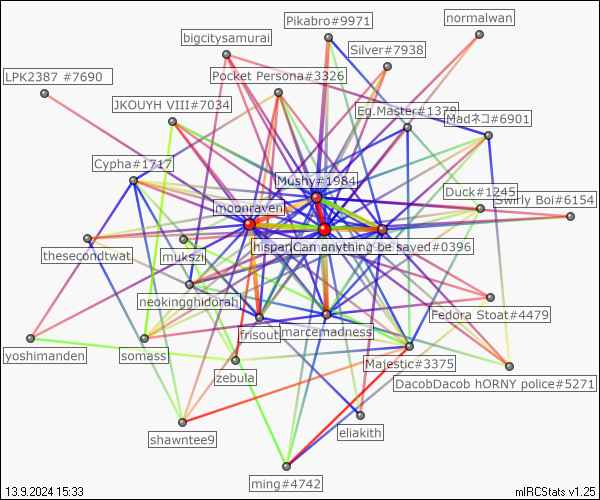 normalwan
Pikabro#9971
bigcitysamurai
Silver#7938
LPK2387 #7690
Pocket Persona#3326
JKOUYH VIII#7034
Eg.Master#1378
Madネコ#6901
Cypha#1717
Mushy#1984
Duck#1245
Swirly Boi#6154
moonraven
hispan
Can anything be saved#0396
thesecondtwat
mukszi
neokingghidorah
Fedora Stoat#4479
frisout
marcemadness
yoshimanden
somass
Majestic#3375
zebula
DacobDacob hORNY police#5271
shawntee9
eliakith
ming#4742
13.9.2024 15:33
mIRCStats v1.25